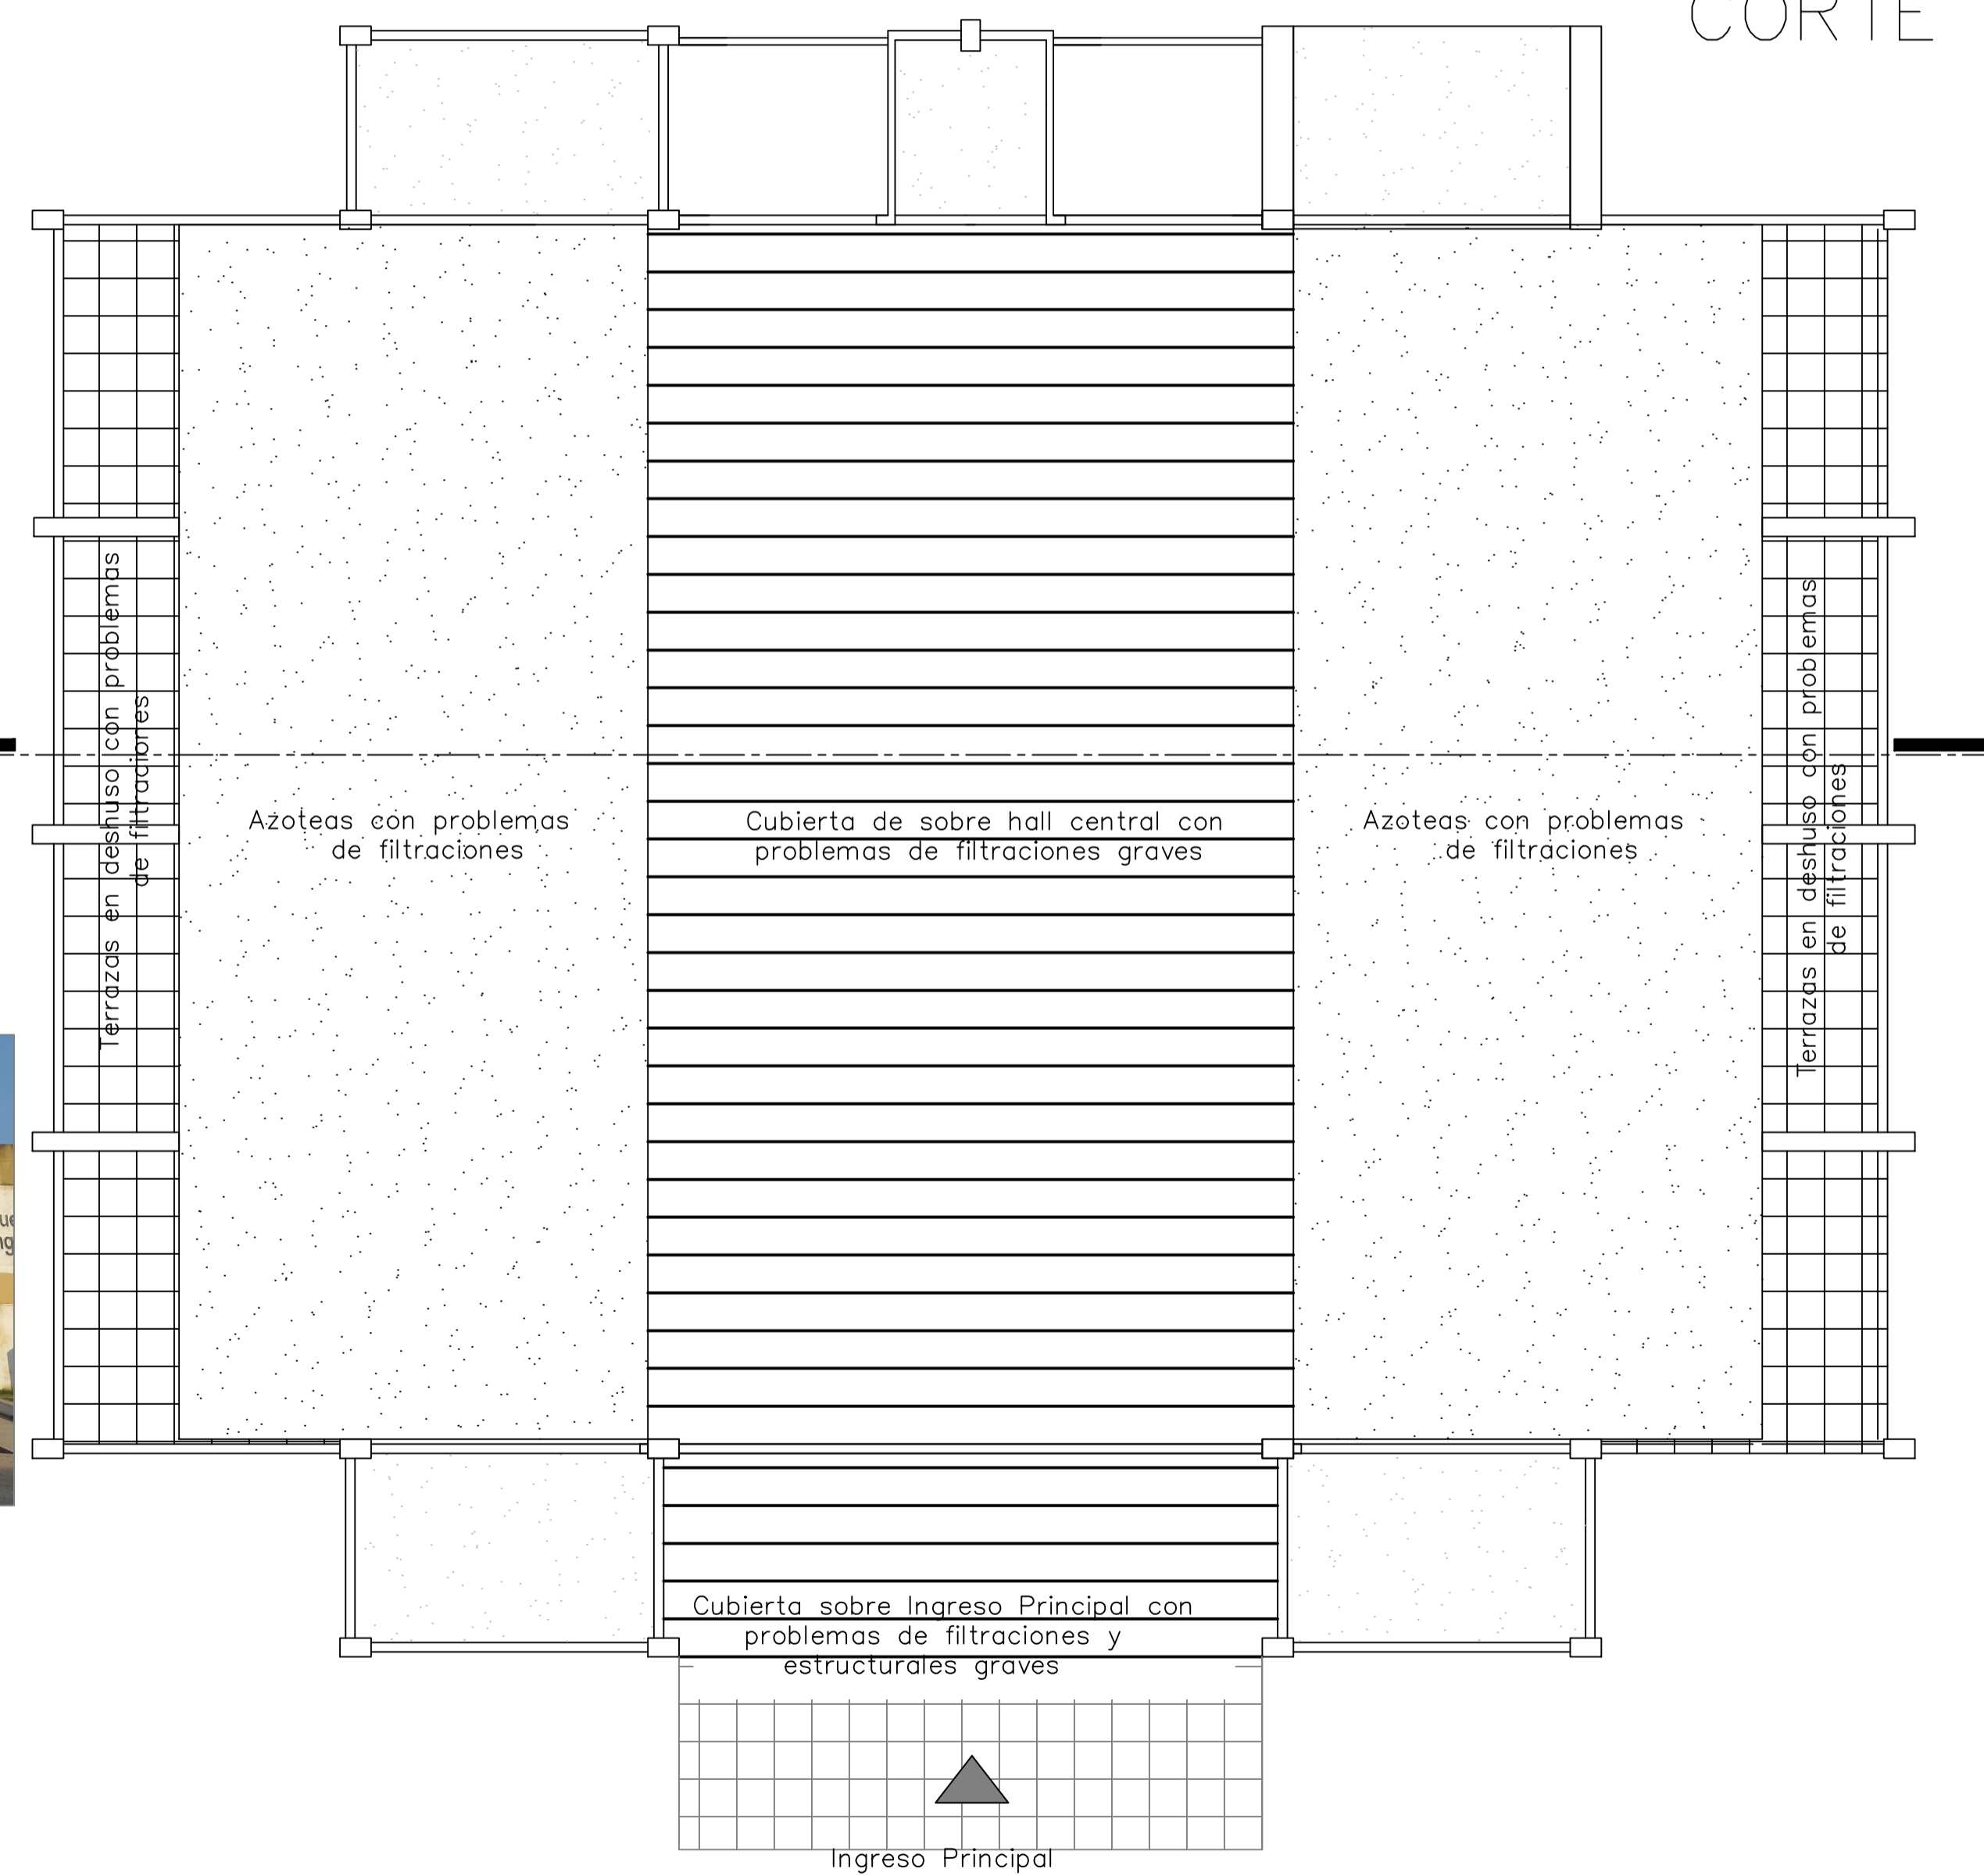 CORTE
Terrazas en deshuso con problemas
de filtraciones
Azoteas con problemas
de filtraciones
Cubierta de sobre hall central con
problemas de filtraciones graves
Azoteas con problemas
de filtraciones
Terrazas en deshuso con problemas
de filtraciones
ue
ng
Cubierta sobre Ingreso Principal con
problemas de filtraciones y
estructurales graves
Ingreso Principal